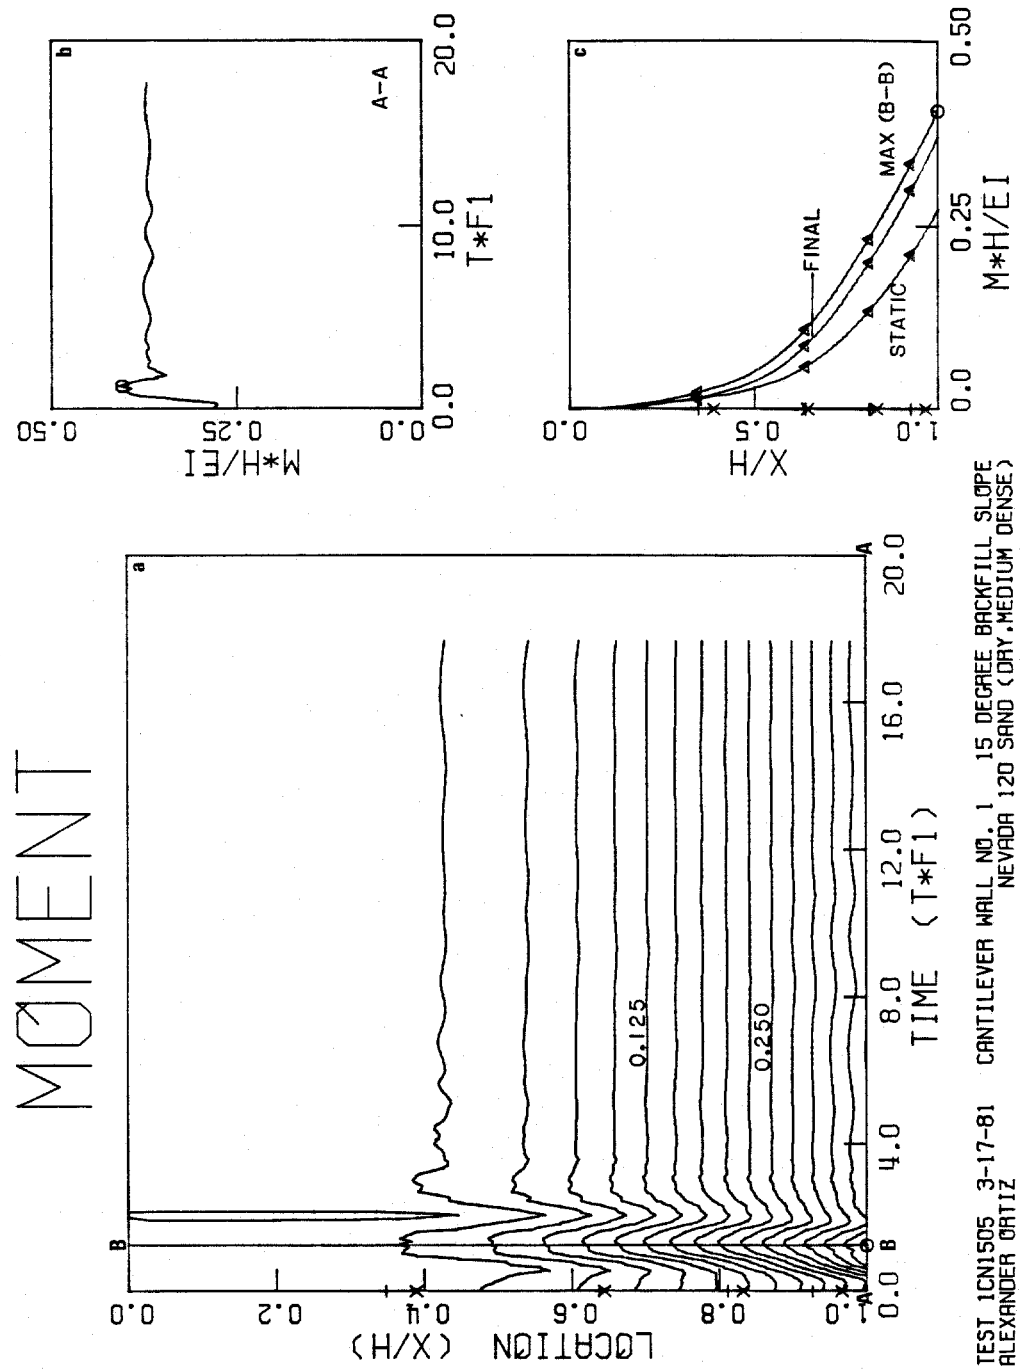 MOMENT
a
B
0.0
0.2
0.4
0.6
0.8
1.0
LOCATION (X/H)
0.125
0.250
A
B
A
0.0
4.0
8.0
12.0
16.0
20.0
TIME (T*F1)
b
0.50
0.25
0.0
M*H/EI
A-A
0.0
10.0
20.0
T*F1
c
0.0
0.5
1.0
X/H
STATIC
FINAL
MAX (B-B)
0.0
0.25
0.50
M*H/EI
TEST 1CN1505 3-17-81 CANTILEVER WALL NO. 1 15 DEGREE BACKFILL SLOPE
ALEXANDER ORTIZ NEVADA 120 SAND (DRY,MEDIUM DENSE)